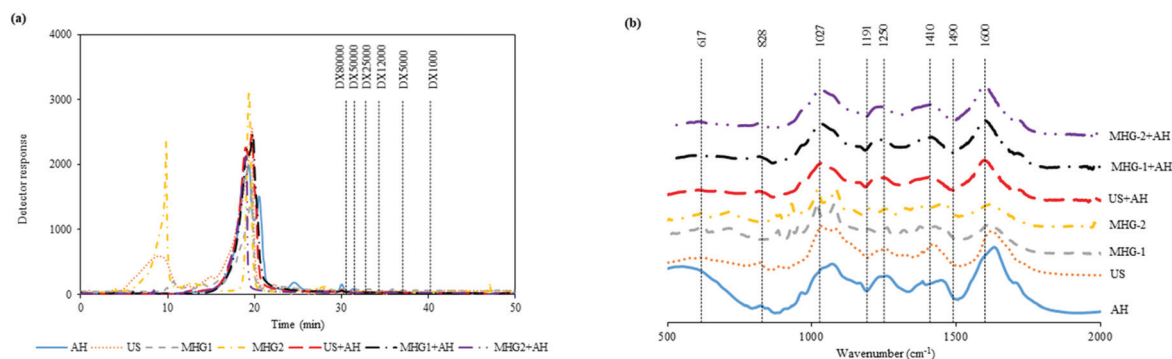 (a)
4000
3000
2000
1000
0
Detector response
DX80000
DX50000
DX25000
DX12000
DX5000
DX1000
0 10 20 30 40 50
Time (min)
AH US MHG1 MHG2 US+AH MHG1+AH MHG2+AH
(b)
617
828
1027
1191
1250
1410
1490
1600
MHG-2+AH
MHG-1+AH
US+AH
MHG-2
MHG-1
US
AH
500 1000 1500 2000
Wavenumber (cm⁻¹)